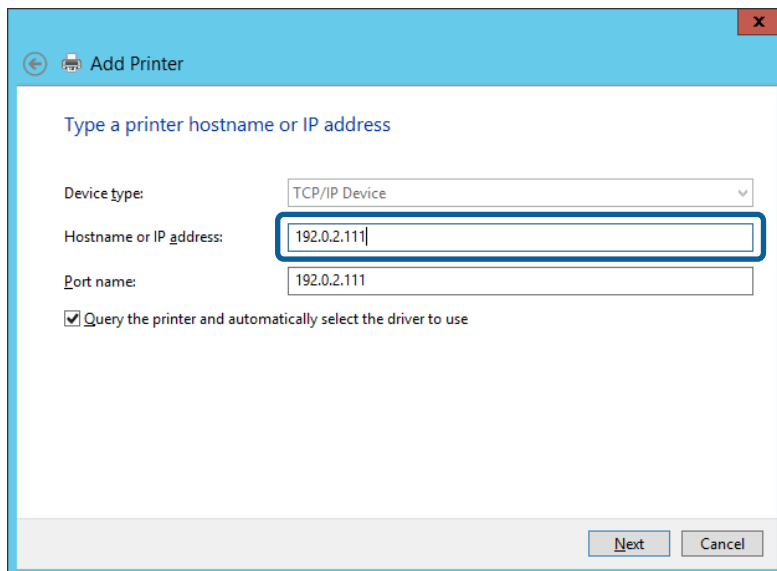 x
Add Printer
Type a printer hostname or IP address
Device type: TCP/IP Device
Hostname or IP address: 192.0.2.111
Port name: 192.0.2.111
Query the printer and automatically select the driver to use
Next Cancel